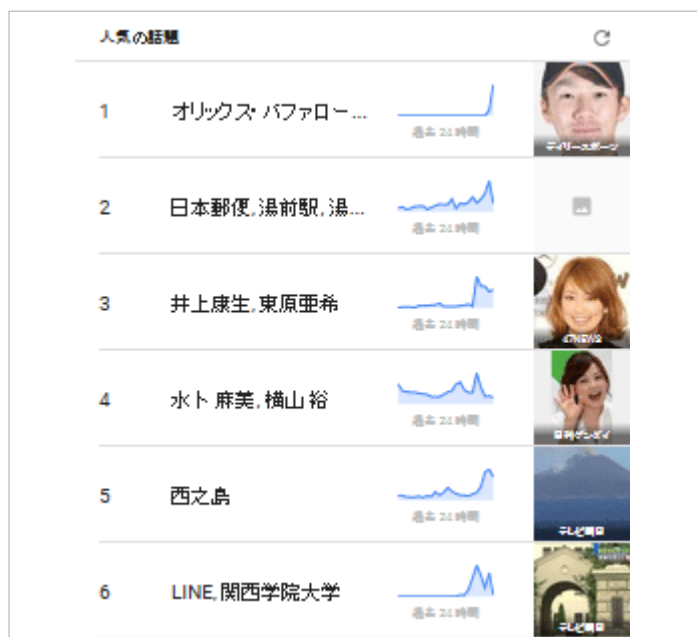 人気の話題
1
オリックス・バファロー...
過去 24 時間
デイリースポーツ
2
日本郵便, 湯前駅, 湯...
過去 24 時間
3
井上康生, 東原亜希
過去 24 時間
47NEWS
4
水卜 麻美, 横山 裕
過去 24 時間
日刊ゲンダイ
5
西之島
過去 24 時間
テレビ朝日
6
LINE, 関西学院大学
過去 24 時間
テレビ朝日